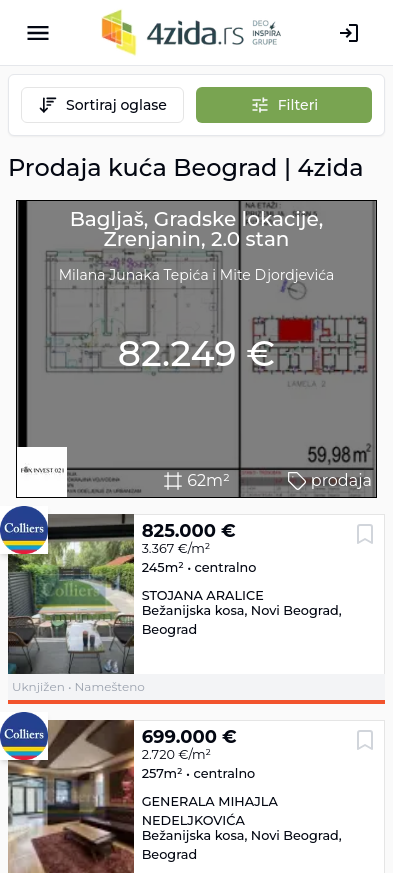 4zida.rs
DEO
INSPIRA
GRUPE
Sortiraj oglase
Filteri
Prodaja kuća Beograd | 4zida
Bagljaš, Gradske lokacije,
Zrenjanin, 2.0 stan
Milana Junaka Tepića i Mite Djordjevića
82.249 €
LAMELA 2
59,98 m²
FOX INVEST 021
62m²
prodaja
Colliers
825.000 €
3.367 €/m²
245m² • centralno
STOJANA ARALICE
Bežanijska kosa, Novi Beograd,
Beograd
Colliers
Uknjižen • Namešteno
Colliers
699.000 €
2.720 €/m²
257m² • centralno
GENERALA MIHAJLA
NEDELJKOVIĆA
Bežanijska kosa, Novi Beograd,
Beograd